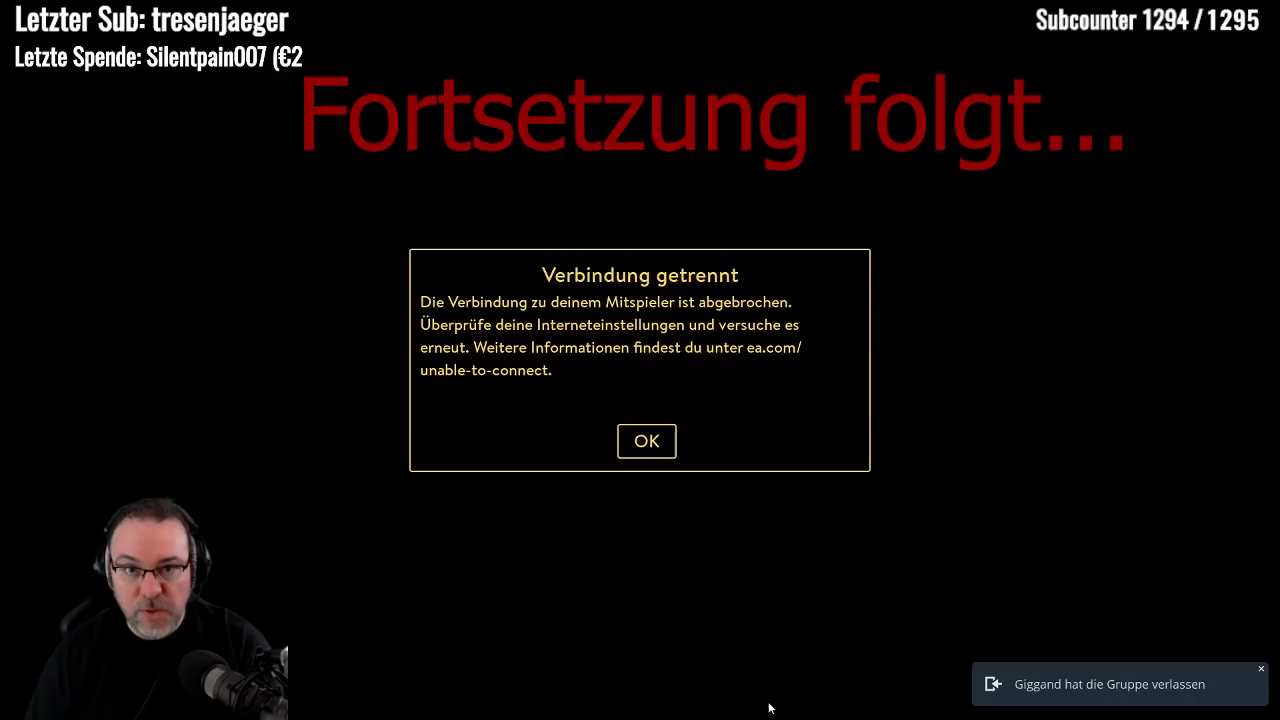 Letzter Sub: tresenjaeger
Subcounter 1294 / 1295
Letzte Spende: Silentpain007 (€2
Fortsetzung folgt...
Verbindung getrennt
Die Verbindung zu deinem Mitspieler ist abgebrochen.
Überprüfe deine Interneteinstellungen und versuche es
erneut. Weitere Informationen findest du unter ea.com/
unable-to-connect.
OK
Giggand hat die Gruppe verlassen